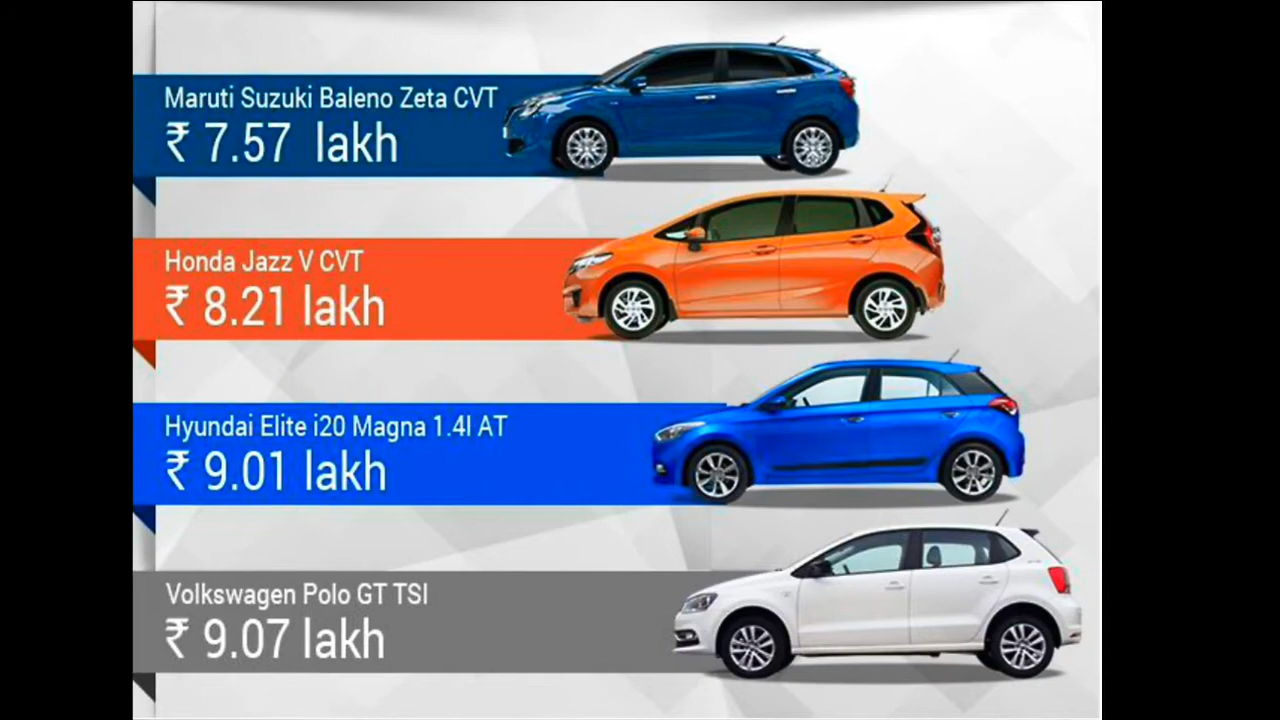 Maruti Suzuki Baleno Zeta CVT
₹ 7.57 lakh
Honda Jazz V CVT
₹ 8.21 lakh
Hyundai Elite i20 Magna 1.4l AT
₹ 9.01 lakh
Volkswagen Polo GT TSI
₹ 9.07 lakh